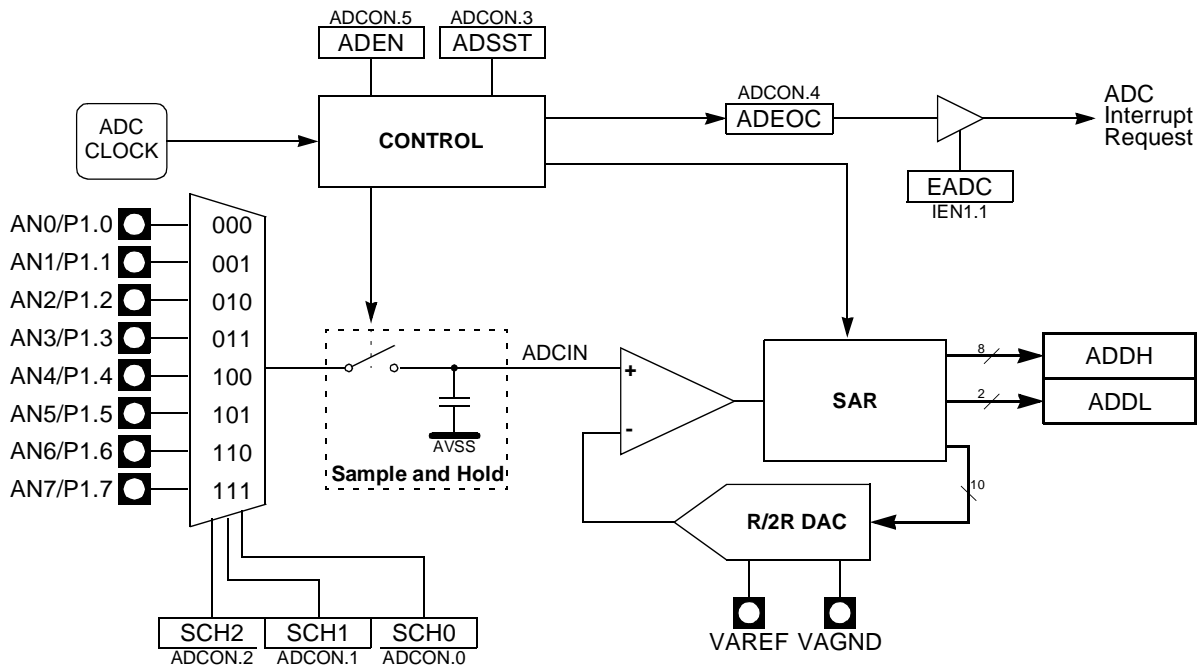 ADCON.5
ADEN
ADCON.3
ADSST
ADC
CLOCK
CONTROL
ADCON.4
ADEOC
ADC
Interrupt
Request
EADC
IEN1.1
AN0/P1.0
000
AN1/P1.1
001
AN2/P1.2
010
AN3/P1.3
011
AN4/P1.4
100
AN5/P1.5
101
AN6/P1.6
110
AN7/P1.7
111
AVSS
Sample and Hold
ADCIN
+
-
SAR
8
ADDH
2
ADDL
10
R/2R DAC
VAREF
VAGND
SCH2
ADCON.2
SCH1
ADCON.1
SCH0
ADCON.0